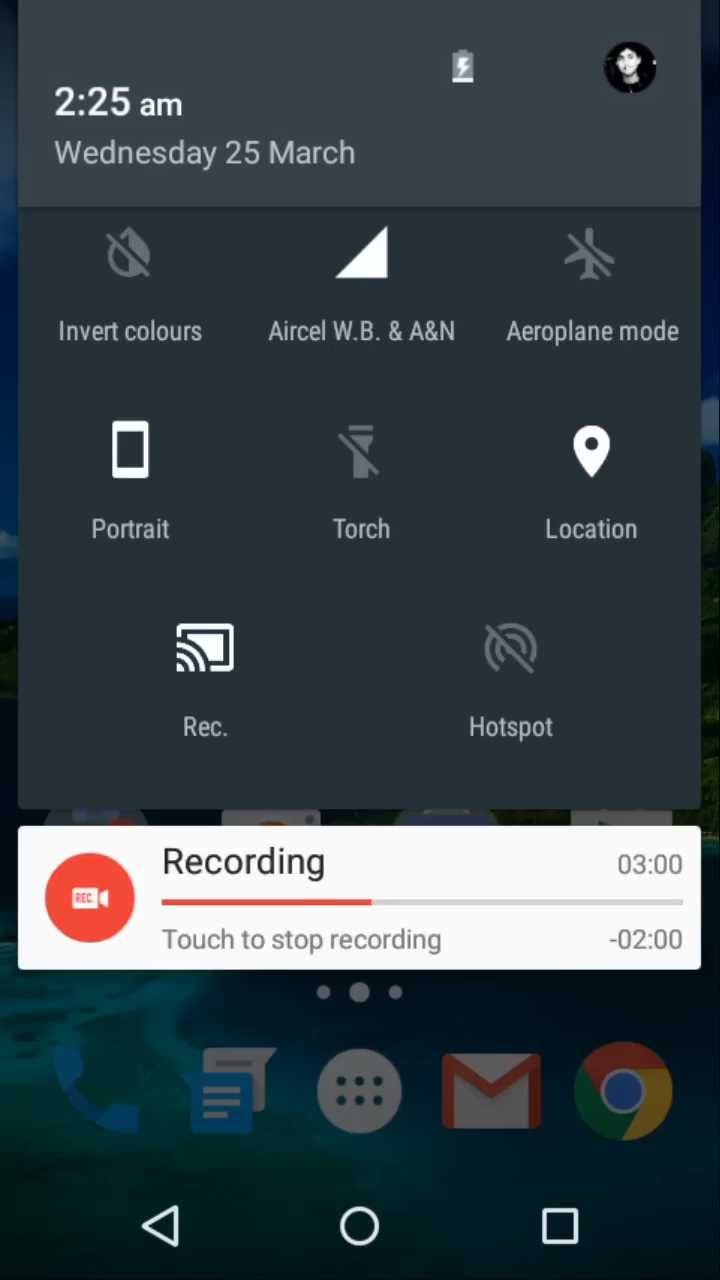 2:25 am
Wednesday 25 March
Invert colours
Aircel W.B. & A&N
Aeroplane mode
Portrait
Torch
Location
Rec.
Hotspot
Recording
03:00
REC.
Touch to stop recording
-02:00